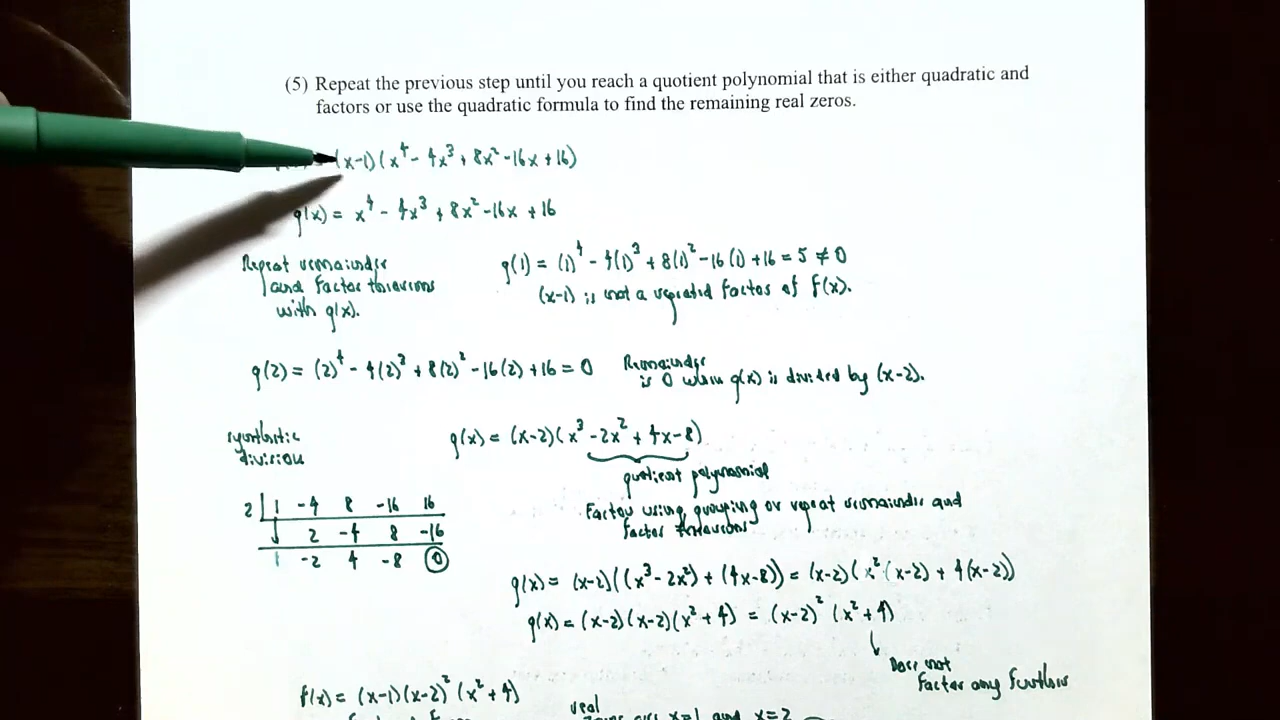 (5) Repeat the previous step until you reach a quotient polynomial that is either quadratic and
factors or use the quadratic formula to find the remaining real zeros.
(x-1)(x⁴ - 4x³ + 8x² - 16x + 16)
g(x) = x⁴ - 4x³ + 8x² - 16x + 16
Repeat remainder
and factor theorems
with g(x).
g(1) = (1)⁴ - 4(1)³ + 8(1)² - 16(1) + 16 = 5 ≠ 0
(x-1) is not a repeated factor of f(x).
g(2) = (2)⁴ - 4(2)³ + 8(2)² - 16(2) + 16 = 0
Remainder
is 0 when g(x) is divided by (x-2).
synthetic
division
g(x) = (x-2)(x³ - 2x² + 4x - 8)
quotient polynomial
Factor using grouping or repeat remainder and
factor theorems
2 | 1 -4 8 -16 16
2 -4 8 -16
1 -2 4 -8 0
g(x) = (x-2)((x³ - 2x²) + (4x-8)) = (x-2)(x²(x-2) + 4(x-2))
g(x) = (x-2)(x-2)(x² + 4) = (x-2)²(x² + 4)
Does not
factor any further
f(x) = (x-1)(x-2)²(x² + 4)
real
x=1 and x=2